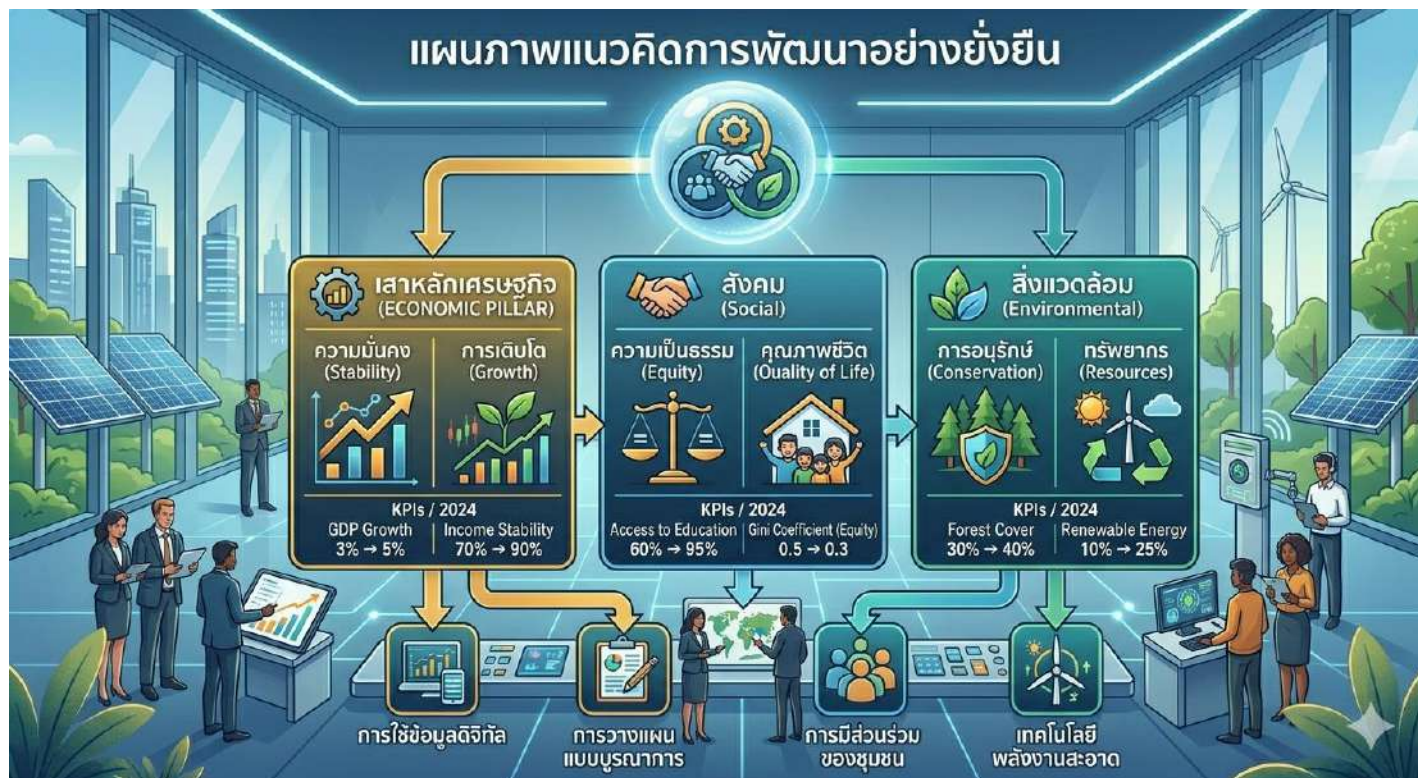 แผนภาพแนวคิดการพัฒนาอย่างยั่งยืน
เสาหลักเศรษฐกิจ
(ECONOMIC PILLAR)
ความมั่นคง
(Stability)
การเติบโต
(Growth)
KPIs / 2024
GDP Growth
3% → 5%
Income Stability
70% → 90%
สังคม
(Social)
ความเป็นธรรม
(Equity)
คุณภาพชีวิต
(Quality of Life)
KPIs / 2024
Access to Education
60% → 95%
Gini Coefficient (Equity)
0.5 → 0.3
สิ่งแวดล้อม
(Environmental)
การอนุรักษ์
(Conservation)
ทรัพยากร
(Resources)
KPIs / 2024
Forest Cover
30% → 40%
Renewable Energy
10% → 25%
การใช้ข้อมูลดิจิทัล
การวางแผน
แบบบูรณาการ
การมีส่วนร่วม
ของชุมชน
เทคโนโลยี
พลังงานสะอาด